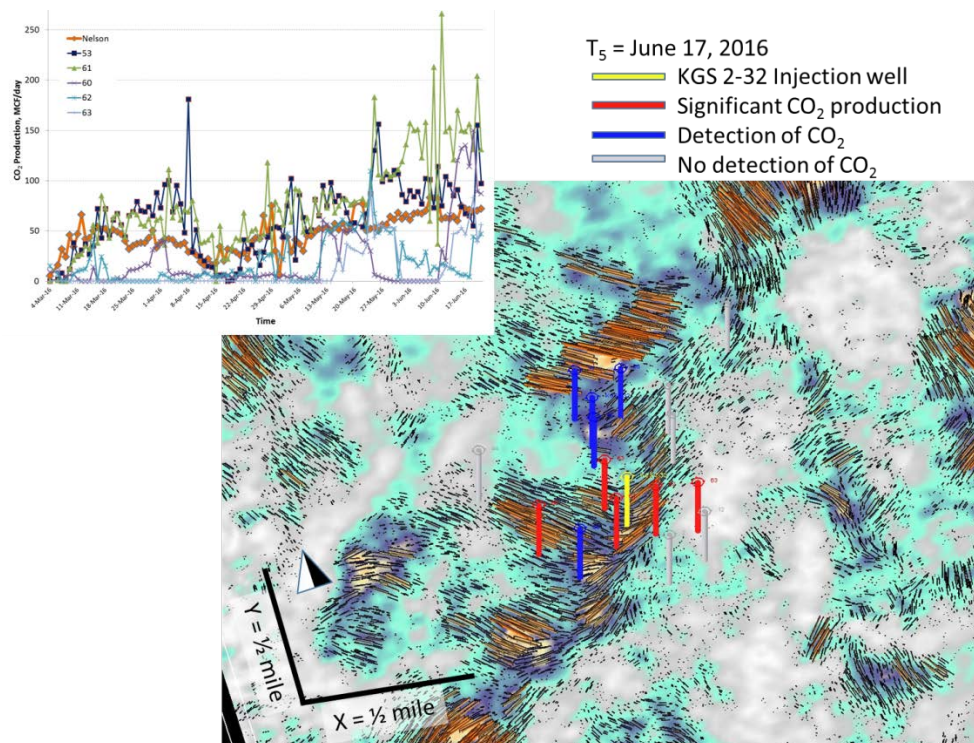 250
200
150
100
50
0
CO₂ Production, MCF/day
Nelson
53
61
60
62
63
4-Mar-16
11-Mar-16
18-Mar-16
25-Mar-16
1-Apr-16
8-Apr-16
15-Apr-16
22-Apr-16
29-Apr-16
6-May-16
13-May-16
20-May-16
27-May-16
3-Jun-16
10-Jun-16
17-Jun-16
Time
T₅ = June 17, 2016
KGS 2-32 Injection well
Significant CO₂ production
Detection of CO₂
No detection of CO₂
63
Y = ½ mile
X = ½ mile